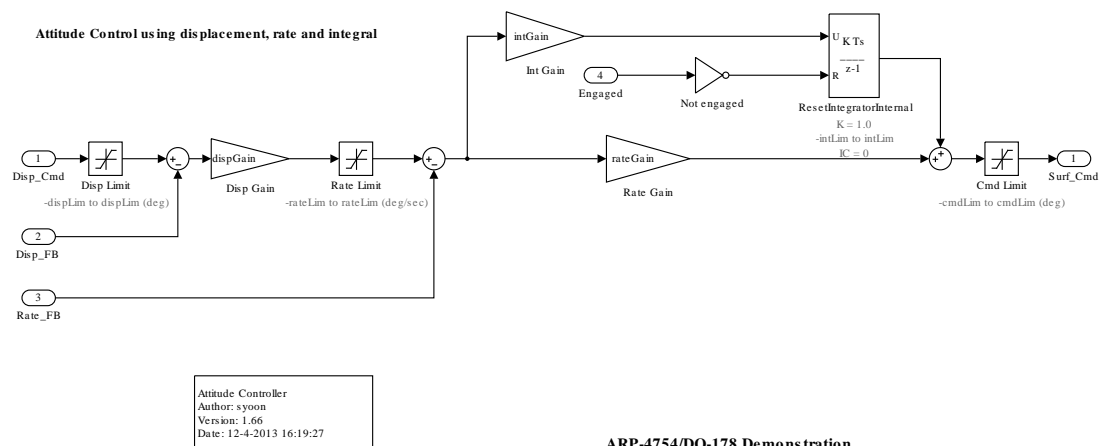 Attitude Control using displacement, rate and integral
intGain
Int Gain
4
Engaged
Not engaged
U
R
K Ts
z-1
ResetIntegratorInternal
K = 1.0
-intLim to intLim
IC = 0
1
Disp_Cmd
Disp Limit
-dispLim to dispLim (deg)
dispGain
Disp Gain
Rate Limit
-rateLim to rateLim (deg/sec)
rateGain
Rate Gain
Cmd Limit
-cmdLim to cmdLim (deg)
1
Surf_Cmd
2
Disp_FB
3
Rate_FB
Attitude Controller
Author: syoon
Version: 1.66
Date: 12-4-2013 16:19:27
ARP-4754/DO-178 Demonstration